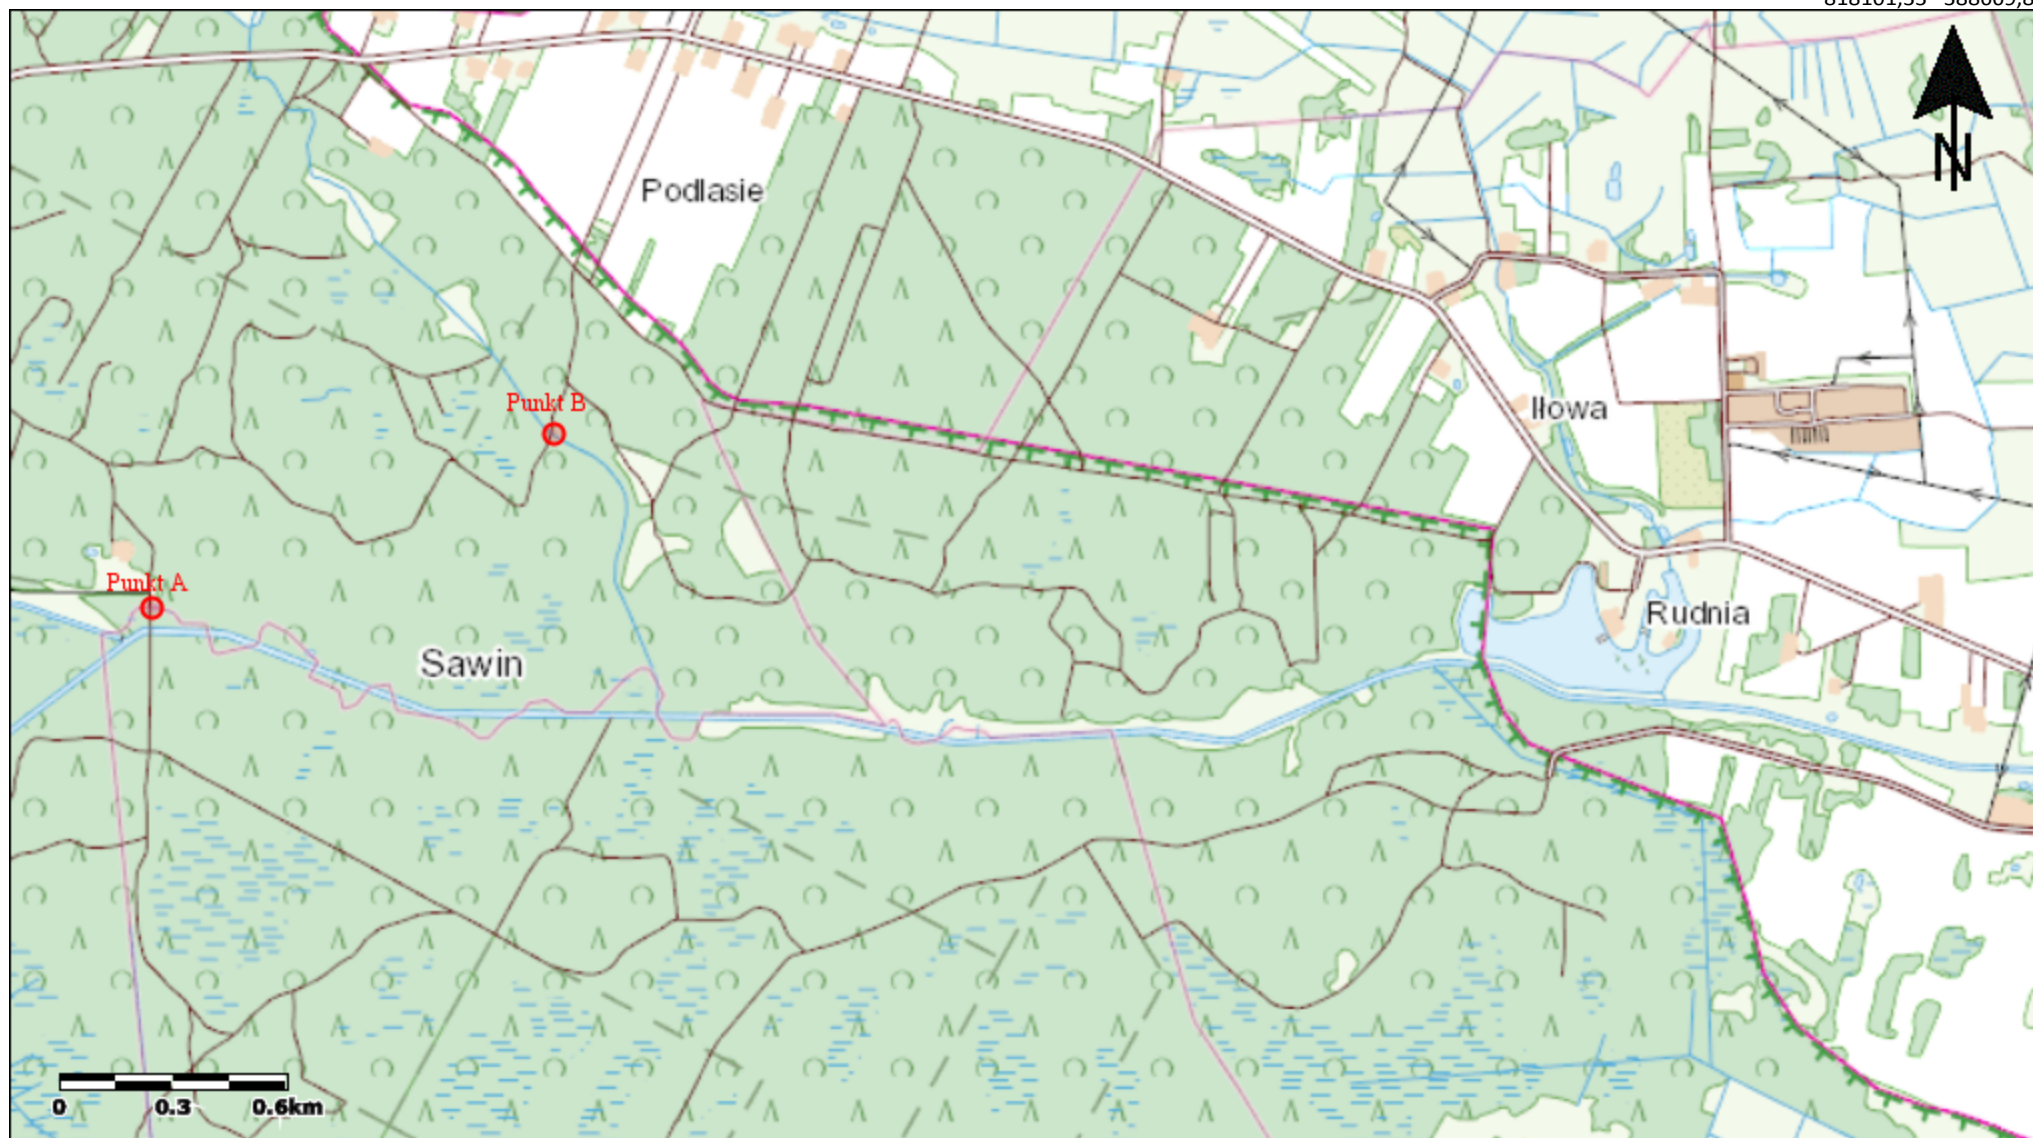 N
Podlasie
Punkt B
Iłowa
Punkt A
Rudnia
Sawin
0 0.3 0.6km